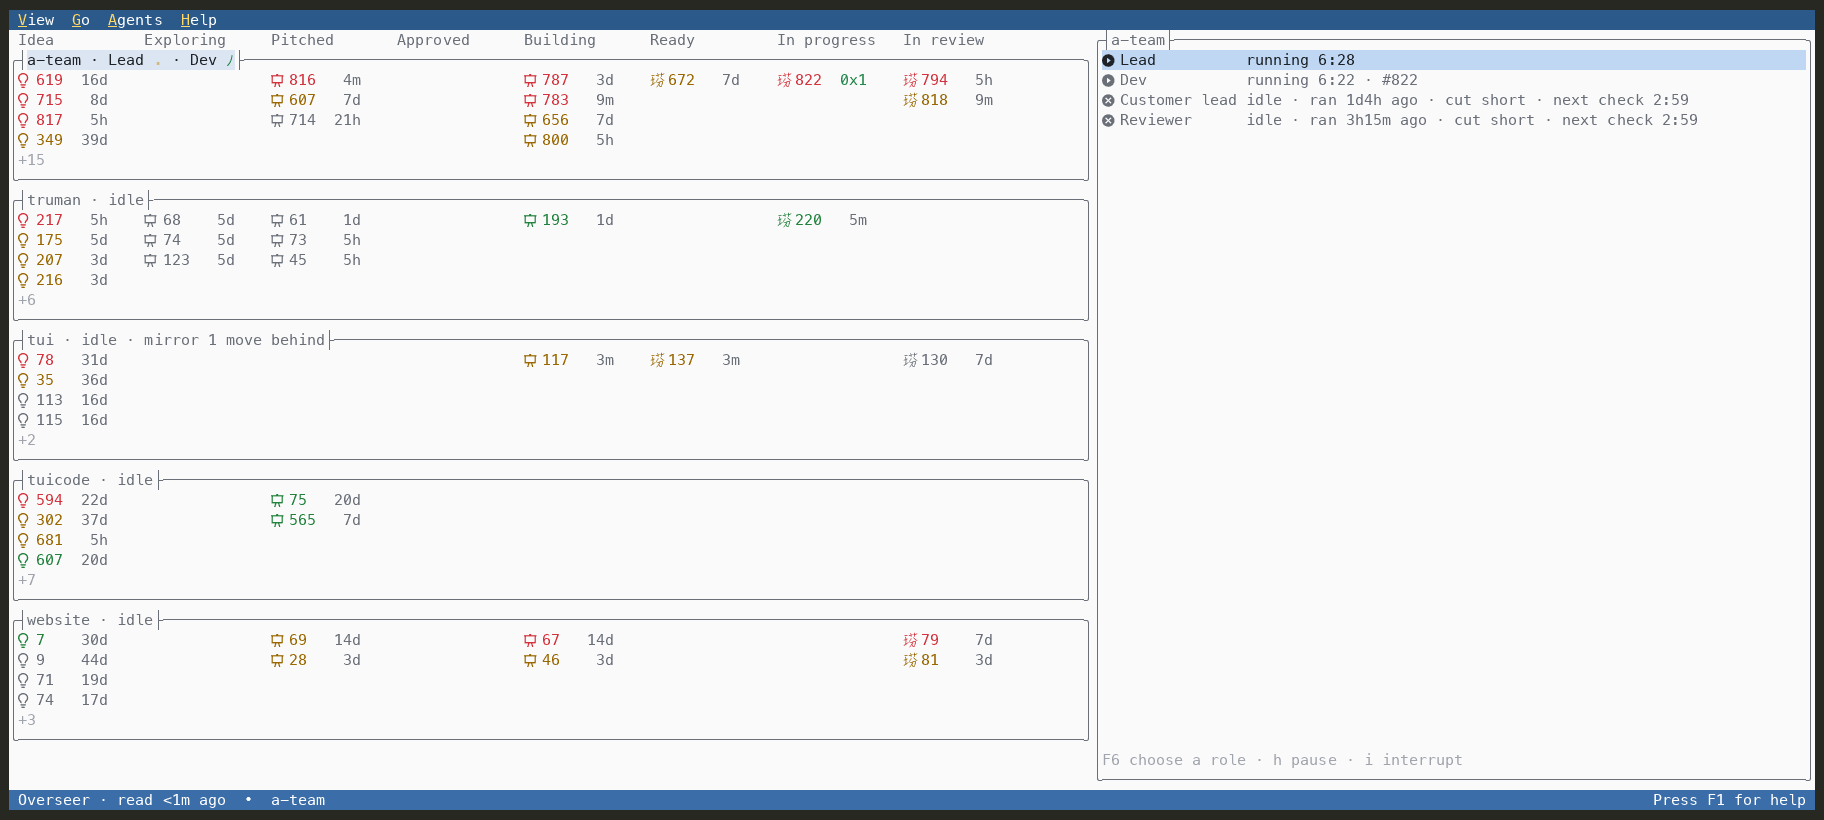 View Go Agents Help
Idea Exploring Pitched Approved Building Ready In progress In review
a-team · Lead . · Dev /
619 16d 816 4m 787 3d 672 7d 822 0x1 794 5h
715 8d 607 7d 783 9m 818 9m
817 5h 714 21h 656 7d
349 39d 800 5h
+15
truman · idle
217 5h 68 5d 61 1d 193 1d 220 5m
175 5d 74 5d 73 5h
207 3d 123 5d 45 5h
216 3d
+6
tui · idle · mirror 1 move behind
78 31d 117 3m 137 3m 130 7d
35 36d
113 16d
115 16d
+2
tuicode · idle
594 22d 75 20d
302 37d 565 7d
681 5h
607 20d
+7
website · idle
7 30d 69 14d 67 14d 79 7d
9 44d 28 3d 46 3d 81 3d
71 19d
74 17d
+3
a-team
Lead running 6:28
Dev running 6:22 · #822
Customer lead idle · ran 1d4h ago · cut short · next check 2:59
Reviewer idle · ran 3h15m ago · cut short · next check 2:59
F6 choose a role · h pause · i interrupt
Overseer · read <1m ago • a-team
Press F1 for help